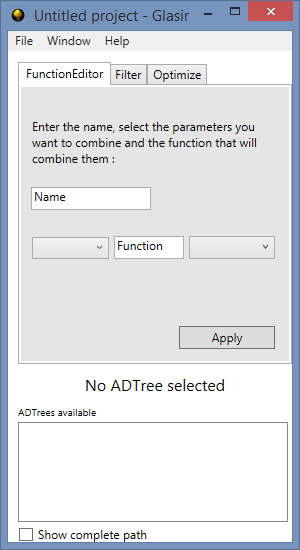 Untitled project - Glasir
File Window Help
FunctionEditor Filter Optimize
Enter the name, select the parameters you
want to combine and the function that will
combine them :
Name
Function
Apply
No ADTree selected
ADTrees available
Show complete path